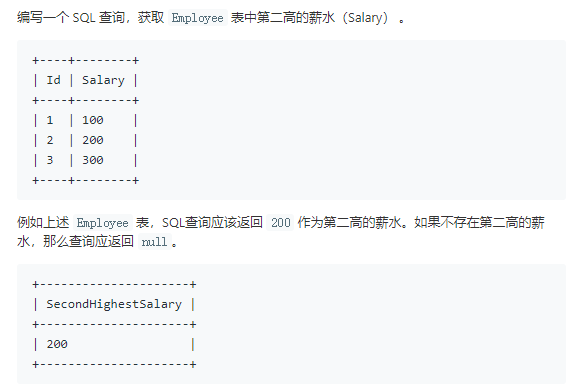 编写一个 SQL 查询，获取 Employee 表中第二高的薪水（Salary） 。
+----+--------+
| Id | Salary |
+----+--------+
| 1  | 100    |
| 2  | 200    |
| 3  | 300    |
+----+--------+
例如上述 Employee 表，SQL查询应该返回 200 作为第二高的薪水。如果不存在第二高的薪
水，那么查询应返回 null。
+---------------------+
| SecondHighestSalary |
+---------------------+
| 200                 |
+---------------------+